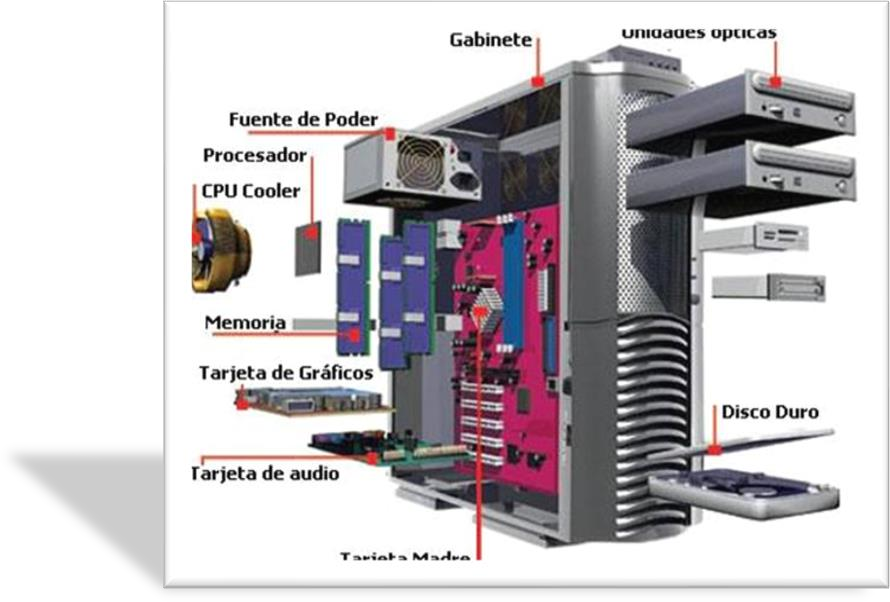 Gabinete
Unidades ópticas
Fuente de Poder
Procesador
CPU Cooler
Memoria
Tarjeta de Gráficos
Disco Duro
Tarjeta de audio
Tarjeta Madre